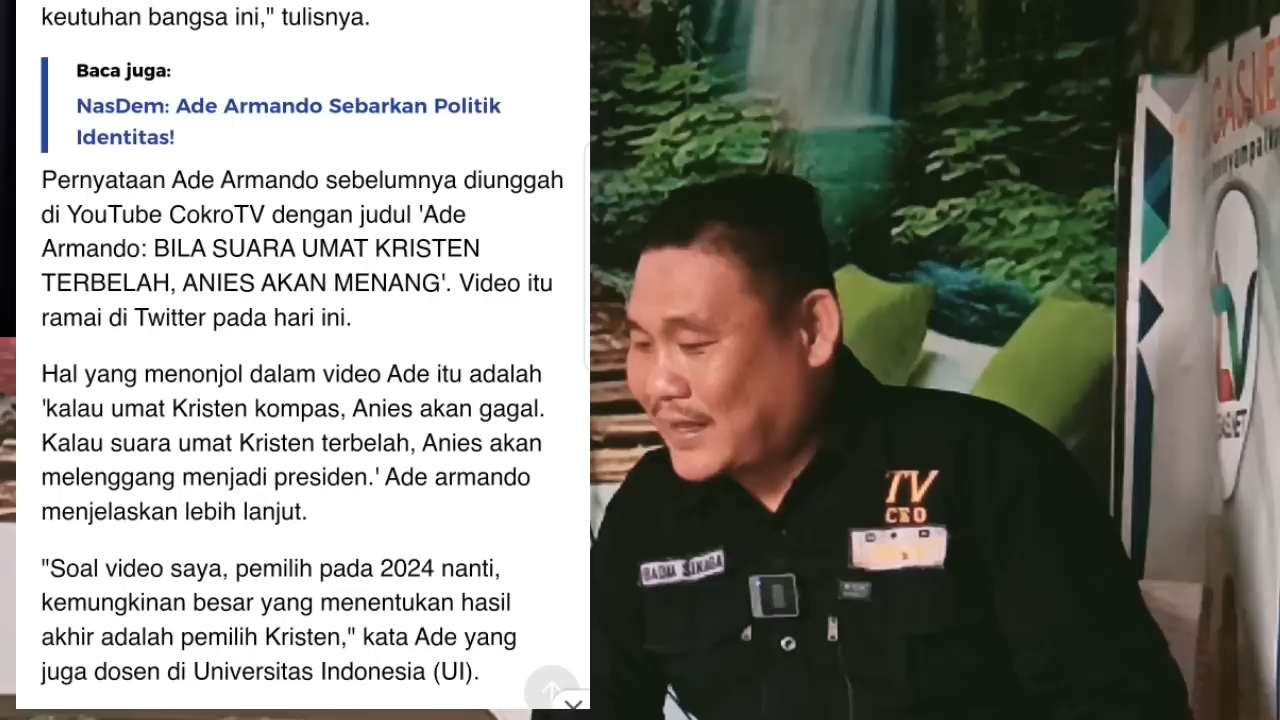 keutuhan bangsa ini," tulisnya.
Baca juga:
NasDem: Ade Armando Sebarkan Politik
Identitas!
Pernyataan Ade Armando sebelumnya diunggah
di YouTube CokroTV dengan judul 'Ade
Armando: BILA SUARA UMAT KRISTEN
TERBELAH, ANIES AKAN MENANG'. Video itu
ramai di Twitter pada hari ini.
Hal yang menonjol dalam video Ade itu adalah
'kalau umat Kristen kompas, Anies akan gagal.
Kalau suara umat Kristen terbelah, Anies akan
melenggang menjadi presiden.' Ade armando
menjelaskan lebih lanjut.
"Soal video saya, pemilih pada 2024 nanti,
kemungkinan besar yang menentukan hasil
akhir adalah pemilih Kristen," kata Ade yang
juga dosen di Universitas Indonesia (UI).
TV
CEO